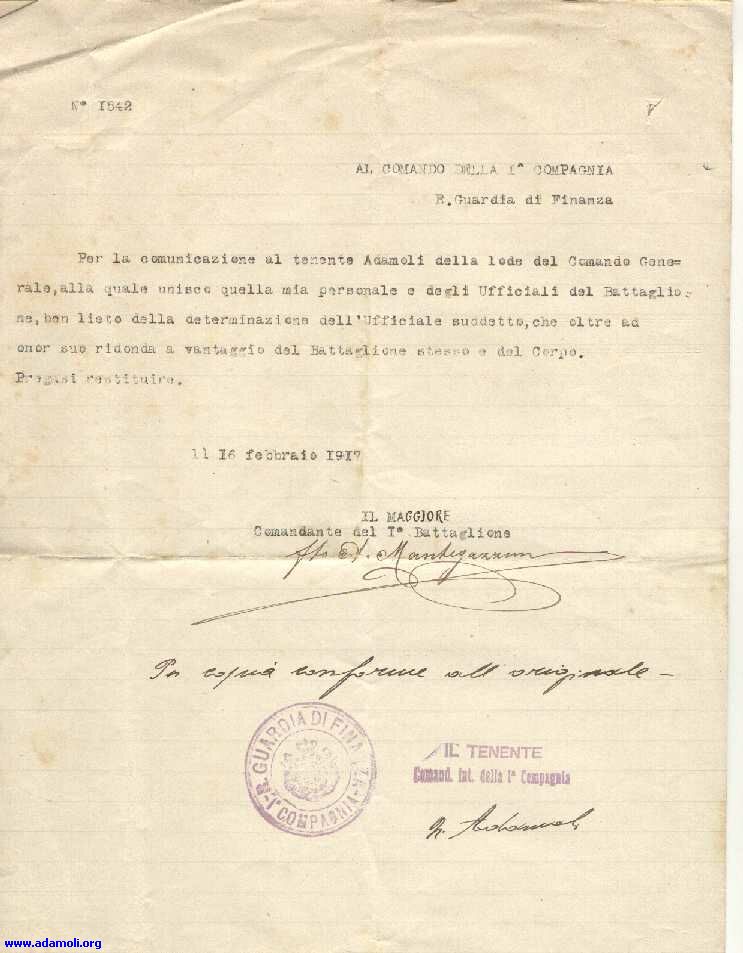 N° 1542
AL COMANDO DELLA I^ COMPAGNIA
R.Guardia di Finanza
Per la comunicazione al tenente Adamoli della lode del Comando Gene=
rale,alla quale unisco quella mia personale e degli Ufficiali del Battaglio=
ne,ben lieto della determinazione dell'Ufficiale suddetto,che oltre ad
onor suo ridonda a vantaggio del Battaglione stesso e del Corpo.
Pregasi restituire.
li 16 febbraio 1917
IL MAGGIORE
Comandante del I° Battaglione
fto Mantegazza
Per copia conforme all'originale -
R. GUARDIA DI FINANZA
1ª COMPAGNIA
IL TENENTE
Comand. int. della 1ª Compagnia
Adamoli
www.adamoli.org